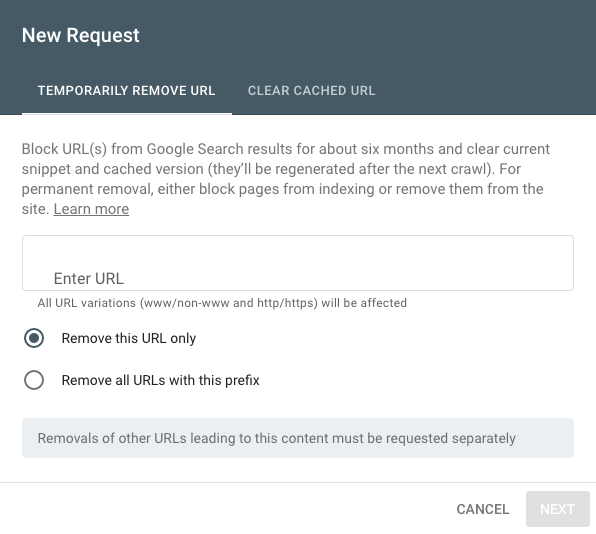 New Request
TEMPORARILY REMOVE URL CLEAR CACHED URL
Block URL(s) from Google Search results for about six months and clear current
snippet and cached version (they’ll be regenerated after the next crawl). For
permanent removal, either block pages from indexing or remove them from the
site. Learn more
Enter URL
All URL variations (www/non-www and http/https) will be affected
Remove this URL only
Remove all URLs with this prefix
Removals of other URLs leading to this content must be requested separately
CANCEL NEXT